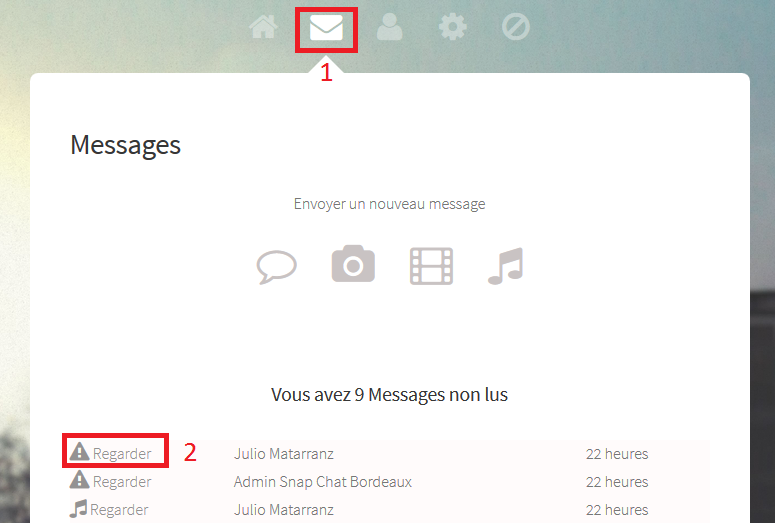 1
Messages
Envoyer un nouveau message
Vous avez 9 Messages non lus
Regarder 2 Julio Matarranz 22 heures
Regarder Admin Snap Chat Bordeaux 22 heures
Regarder Julio Matarranz 22 heures